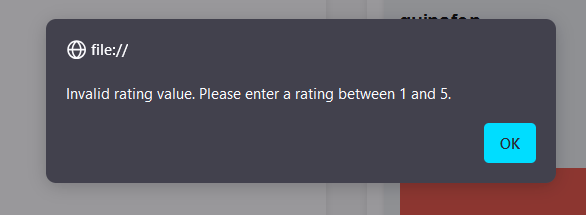 file://
Invalid rating value. Please enter a rating between 1 and 5.
OK